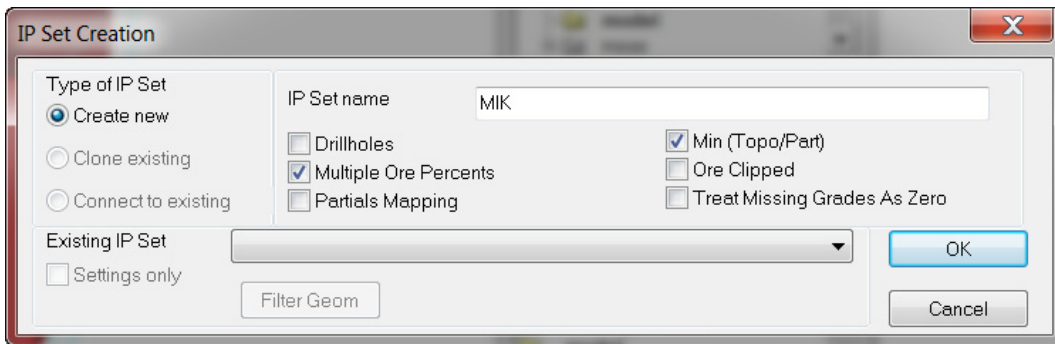 IP Set Creation
Type of IP Set
Create new
Clone existing
Connect to existing
IP Set name
MIK
Drillholes
Multiple Ore Percents
Partials Mapping
Min (Topo/Part)
Ore Clipped
Treat Missing Grades As Zero
Existing IP Set
Settings only
Filter Geom
OK
Cancel